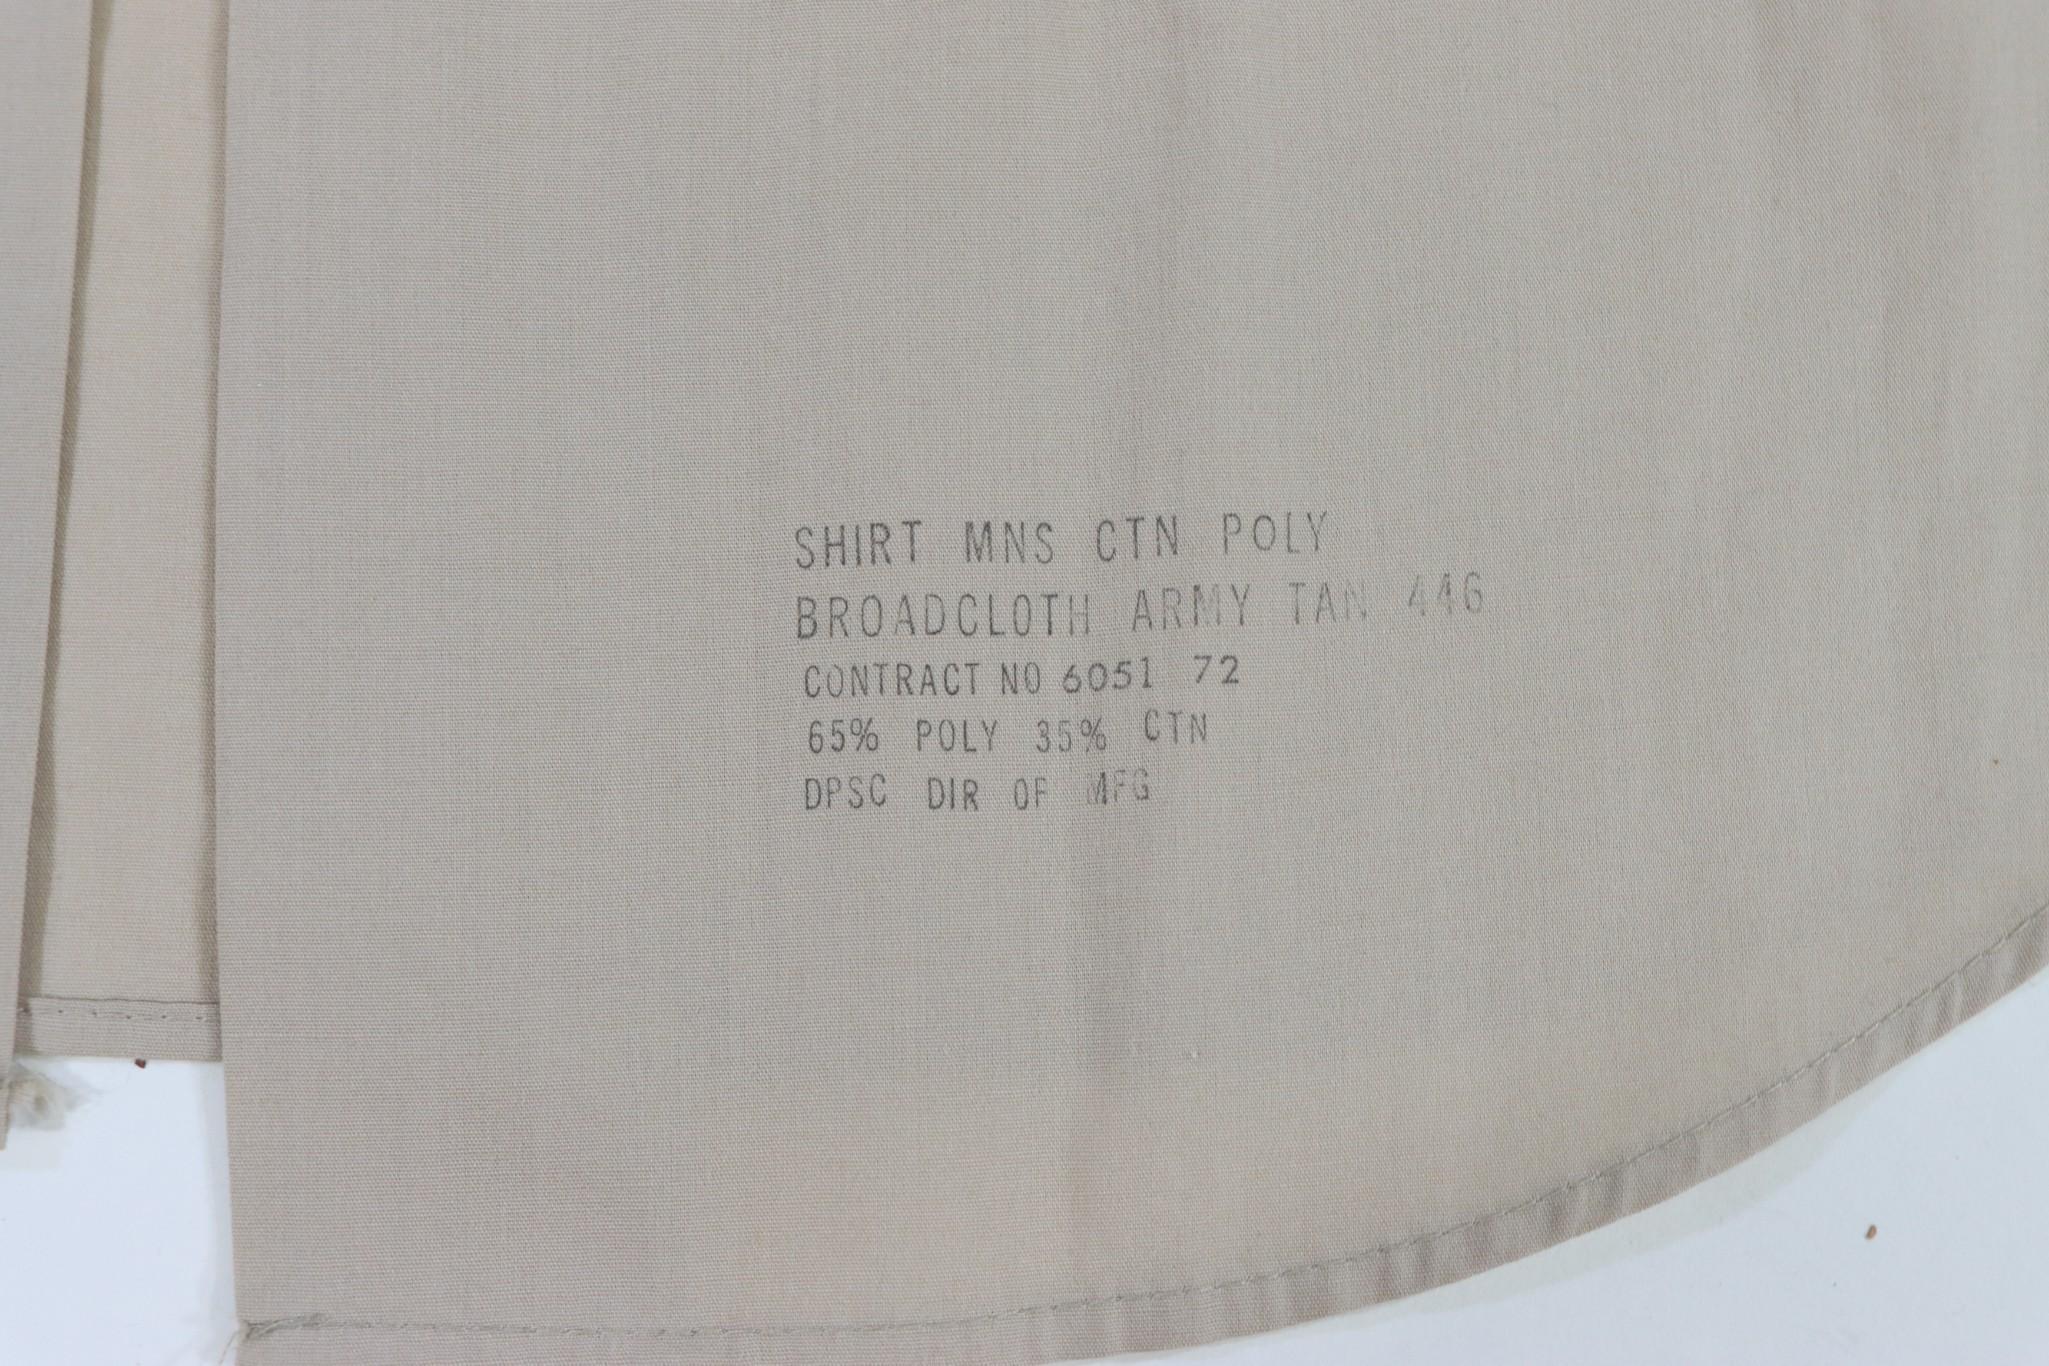 SHIRT MNS CTN POLY
BROADCLOTH ARMY TAN 446
CONTRACT NO 6051 72
65% POLY 35% CTN
DPSC DIR OF MFG